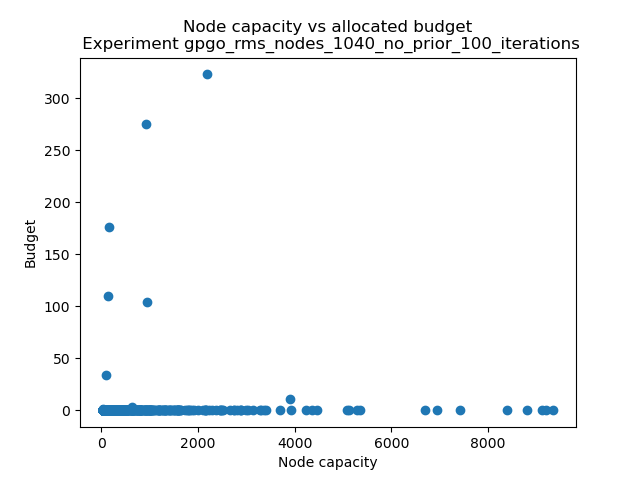 Node capacity vs allocated budget
Experiment gpgo_rms_nodes_1040_no_prior_100_iterations
300
250
200
150
100
50
0
Budget
0 2000 4000 6000 8000
Node capacity